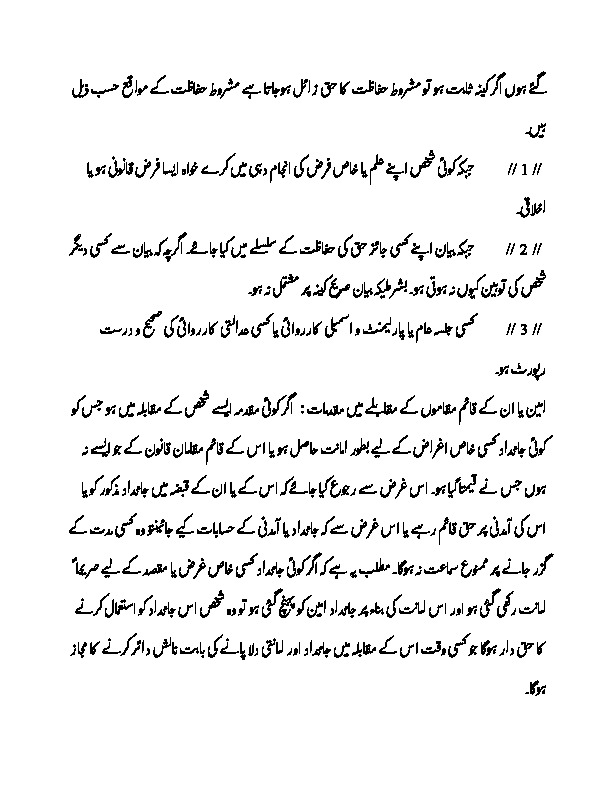 گئے ہوں اگر کینہ ثابت ہو تو مشروط حفاظت کا حق زائل ہوجاتا ہے مشروط حفاظت کے مواقع حسب ذیل
ہیں۔
// 1 // جبکہ کوئی شخص اپنے علم یا خاص فرض کی انجام دہی میں کرے خواہ ایسا فرض قانونی ہو یا
اخلاقی۔
// 2 // جبکہ بیان اپنے کسی جائز حق کی حفاظت کے سلسلے میں کیا جائے۔ اگرچہ کہ بیان سے کسی دیگر
شخص کی توہین کیوں نہ ہوتی ہو۔ بشرطیکہ بیان صریح کینہ پر مشتمل نہ ہو۔
// 3 // کسی جلسہ عام یا پارلیمنٹ و اسمبلی کارروائی یا کسی عدالتی کارروائی کی صحیح و درست
رپورٹ ہو۔
امین یا ان کے قائم مقاموں کے مقابلے میں مقدمات : اگر کوئی مقدمہ ایسے شخص کے مقابلہ میں ہو جس کو
کوئی جائداد کسی خاص اغراض کے لیے بطور امانت حاصل ہو یا اس کے قائم مقامان قانون کے جو ایسے نہ
ہوں جس نے قیمتاً لیا ہو۔ اس غرض سے رجوع کیا جائے کہ اس کے یا ان کے قبضہ میں جائداد مذکور کو یا
اس کی آمدنی پر حق قائم رہے یا اس غرض سے کہ جائداد یا آمدنی کے حسابات کیے جائینتو وہ کسی مدت کے
گزر جانے پر ممنوع سماعت نہ ہوگا۔ مطلب یہ ہے کہ اگر کوئی جائداد کسی خاص غرض یا مقصد کے لیے صریحاً
امانت رکھی گئی ہو اور اس امانت کی بناء پر جائداد امین کو پہنچ گئی ہو تو وہ شخص اس جائداد کو استعمال کرنے
کا حق دار ہوگا جو کسی وقت اس کے مقابلہ میں جائداد اور امانتی دلا پانے کی بابت نالش دائر کرنے کا مجاز
ہوگا۔